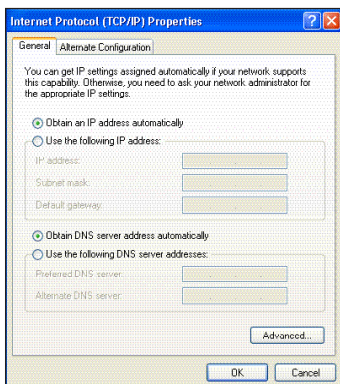 Internet Protocol (TCP/IP) Properties
General
Alternate Configuration
You can get IP settings assigned automatically if your network supports
this capability. Otherwise, you need to ask your network administrator for
the appropriate IP settings.
Obtain an IP address automatically
Use the following IP address:
IP address:
Subnet mask:
Default gateway:
Obtain DNS server address automatically
Use the following DNS server addresses:
Preferred DNS server:
Alternate DNS server:
Advanced...
OK
Cancel